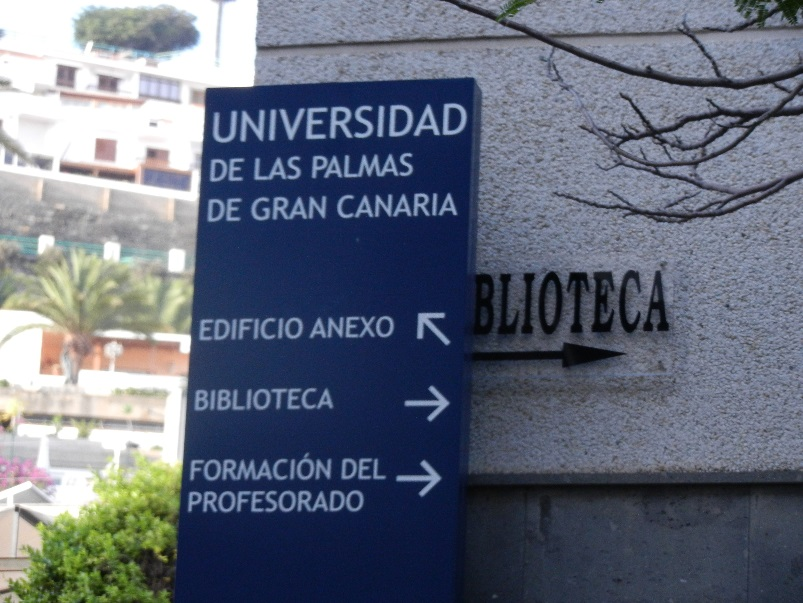 UNIVERSIDAD
DE LAS PALMAS
DE GRAN CANARIA
EDIFICIO ANEXO
BIBLIOTECA
FORMACIÓN DEL
PROFESORADO
BLIOTECA